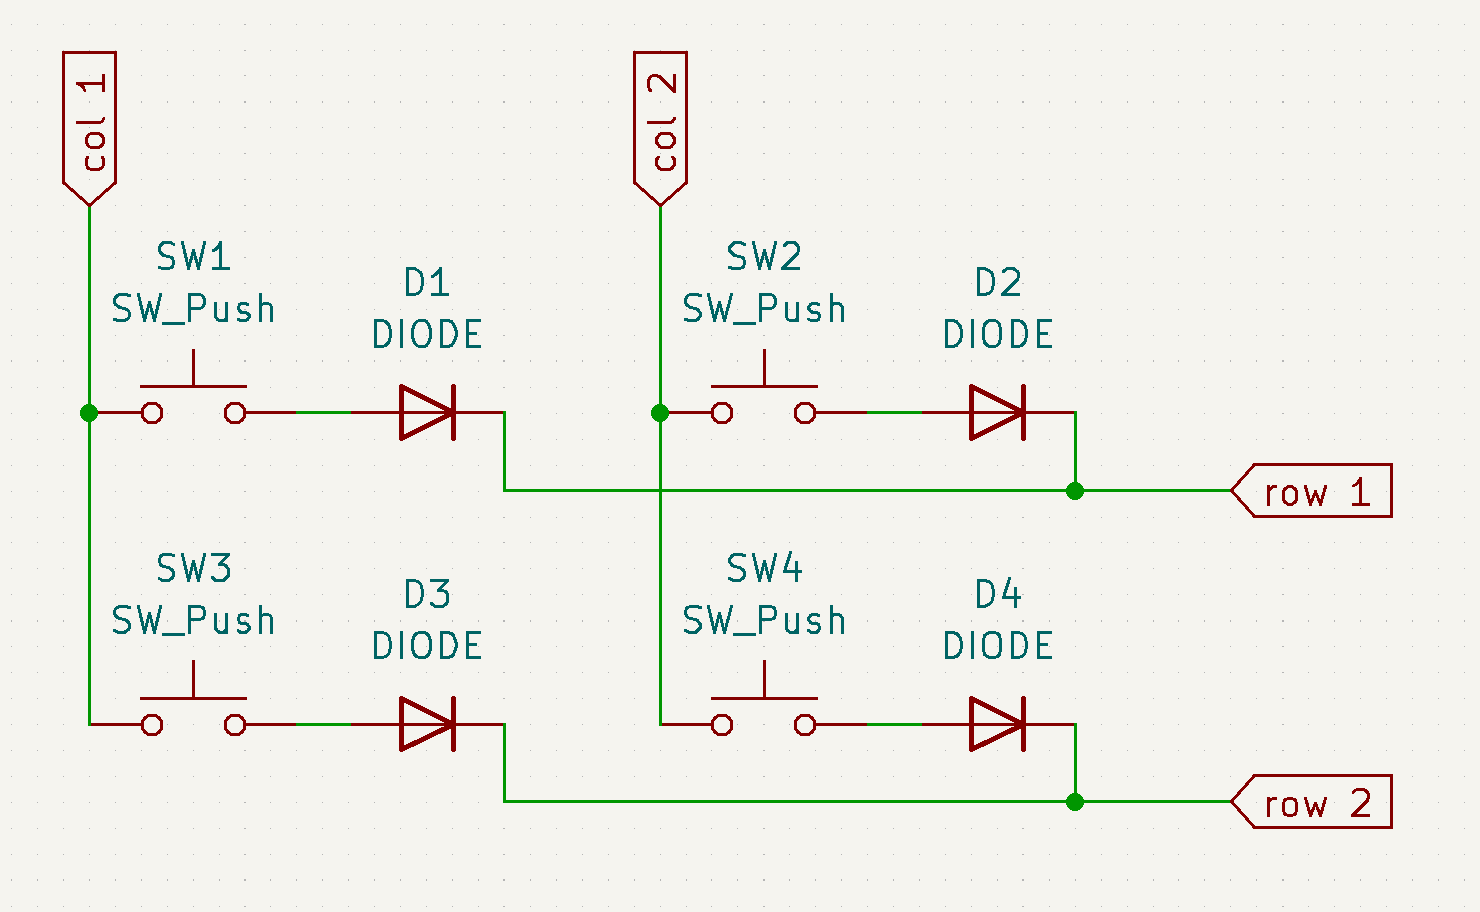 col 1
col 2
SW1
SW_Push
D1
DIODE
SW2
SW_Push
D2
DIODE
row 1
SW3
SW_Push
D3
DIODE
SW4
SW_Push
D4
DIODE
row 2